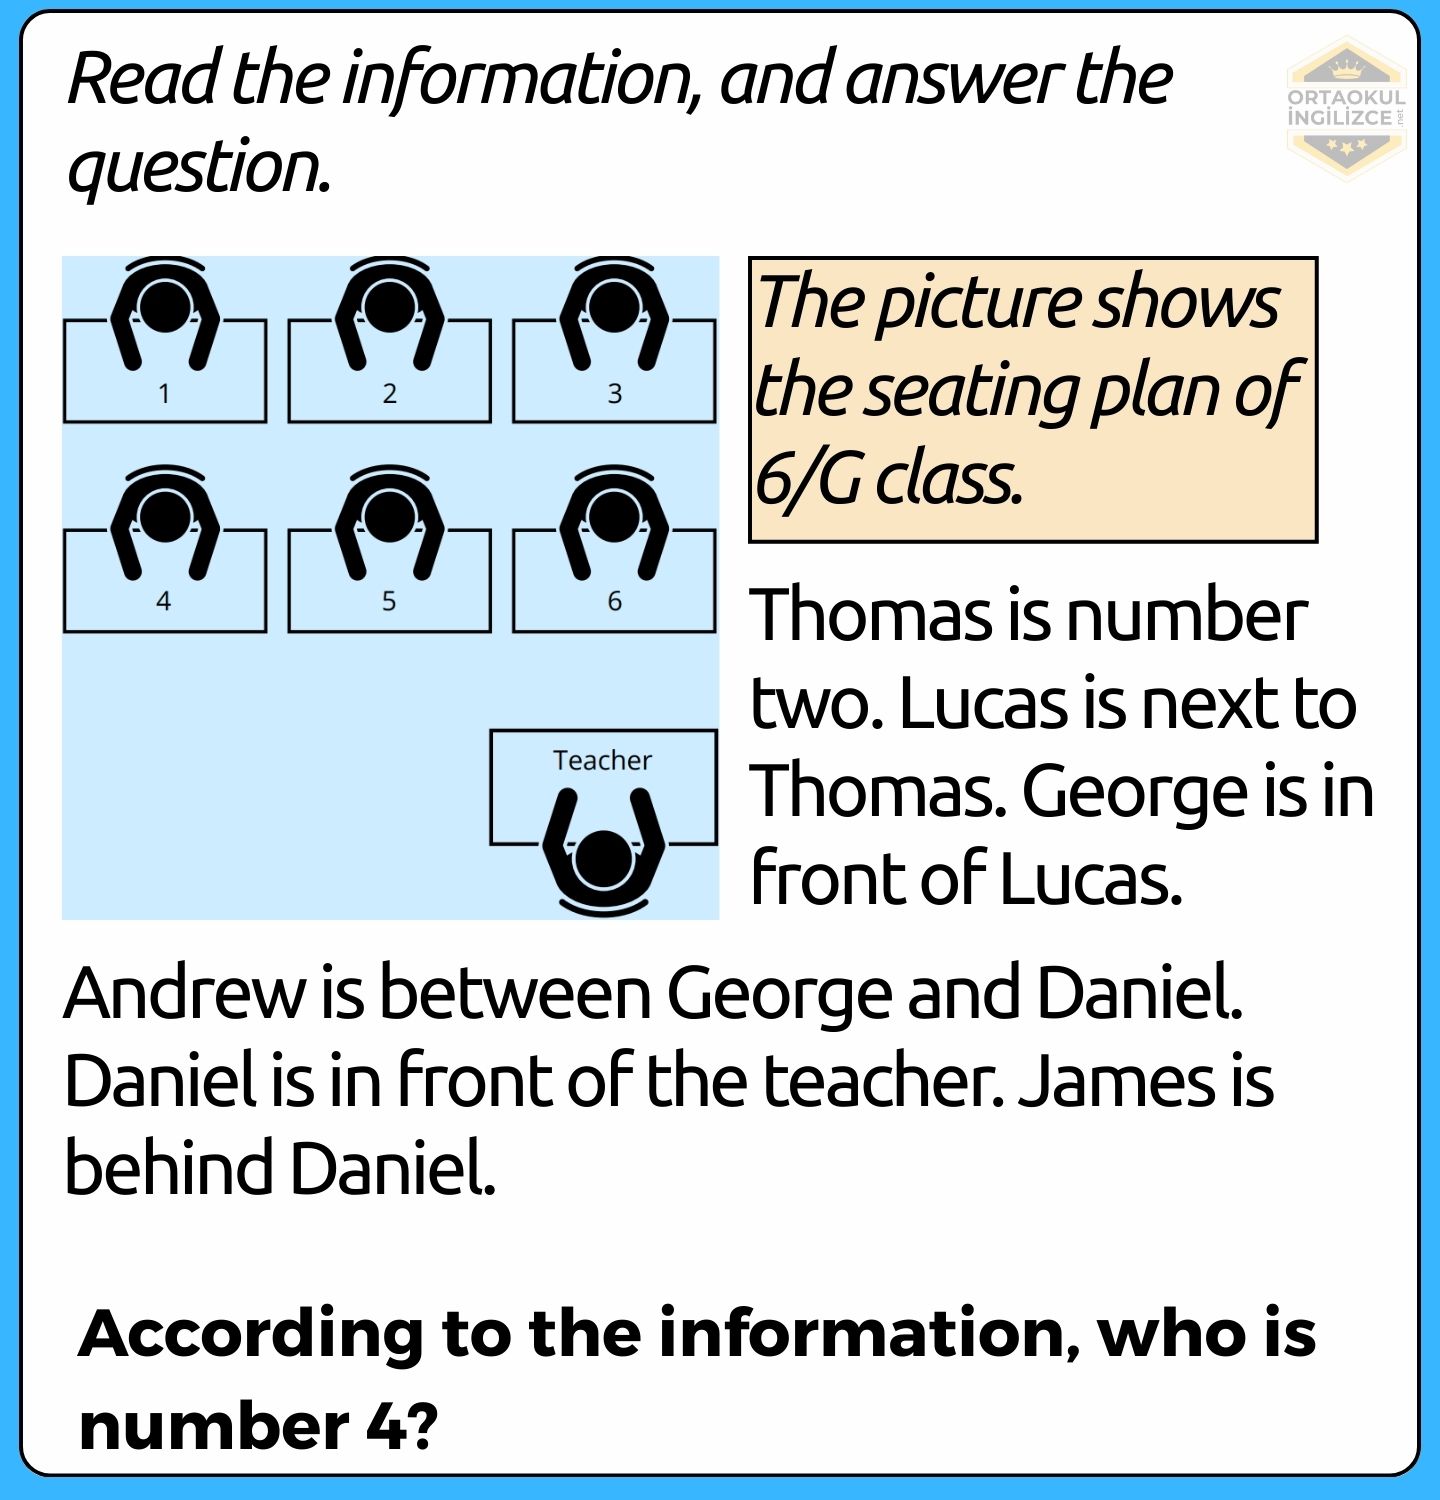 Read the information, and answer the
question.
ORTAOKUL
İNGİLİZCE
.net
1
2
3
4
5
6
Teacher
The picture shows
the seating plan of
6/G class.
Thomas is number
two. Lucas is next to
Thomas. George is in
front of Lucas.
Andrew is between George and Daniel.
Daniel is in front of the teacher. James is
behind Daniel.
According to the information, who is
number 4?